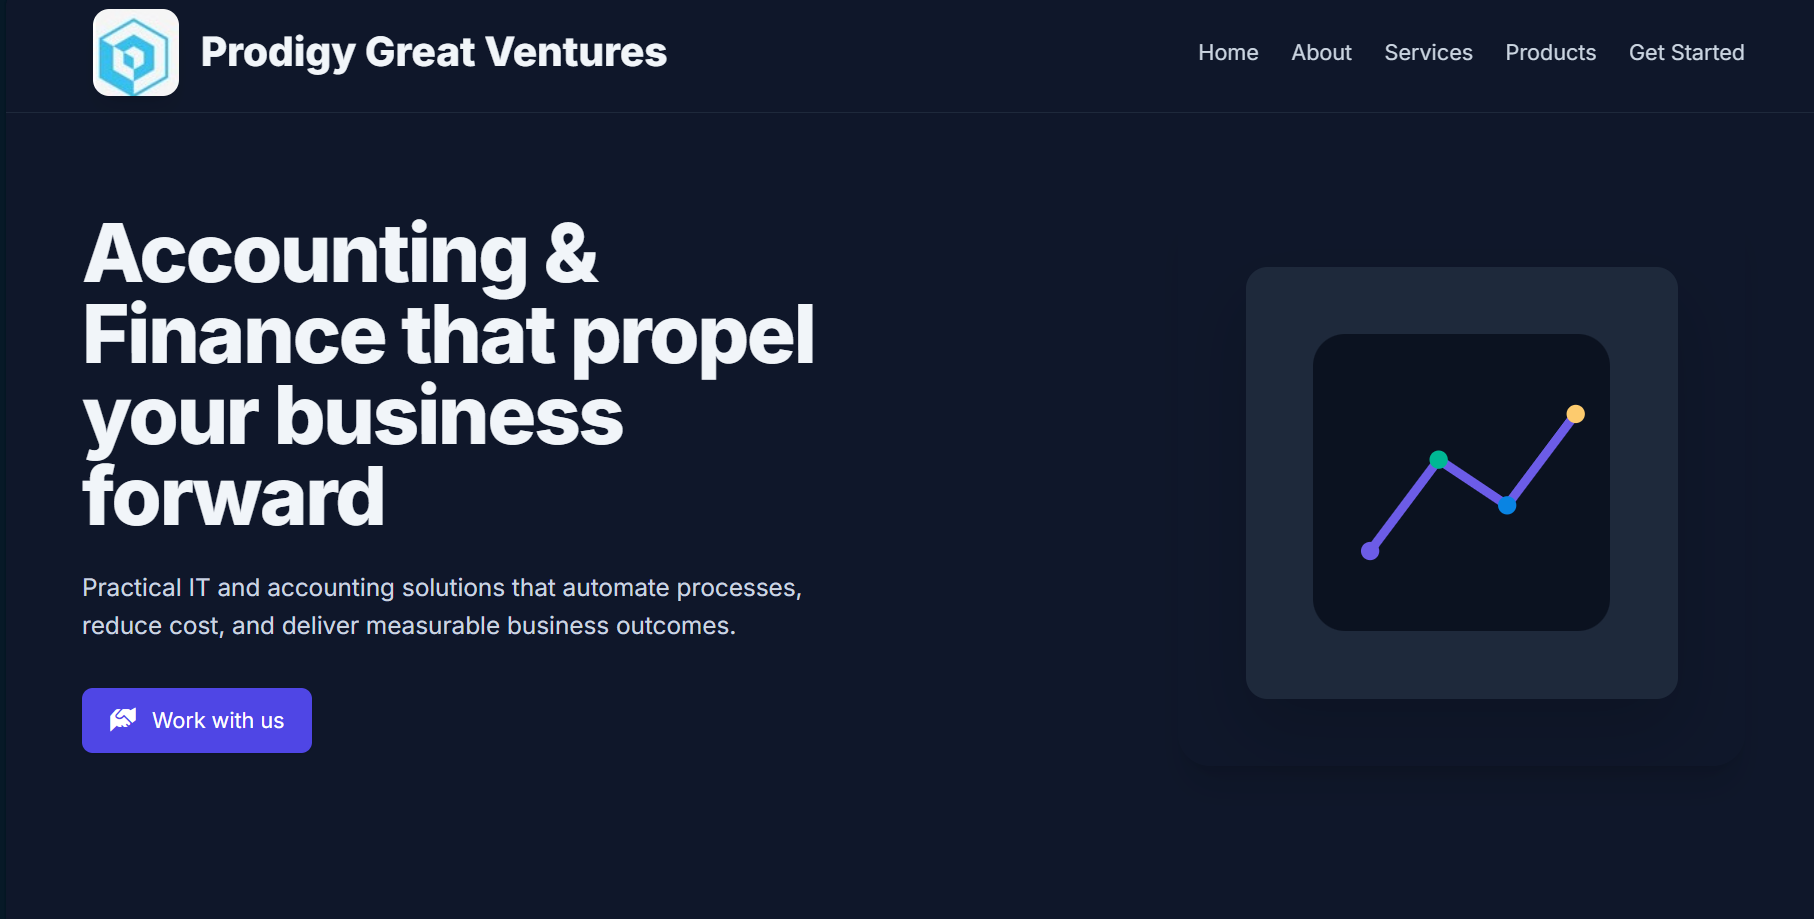 Prodigy Great Ventures
Home About Services Products Get Started
Accounting &
Finance that propel
your business
forward
Practical IT and accounting solutions that automate processes,
reduce cost, and deliver measurable business outcomes.
Work with us